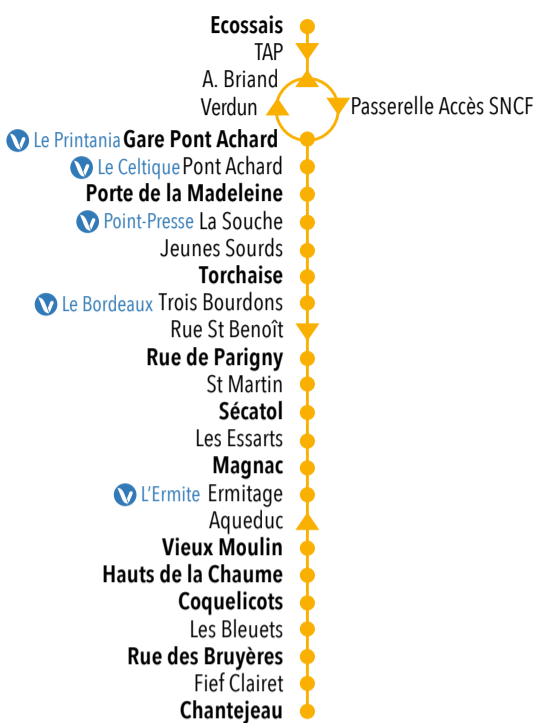 Ecossais
TAP
A. Briand
Verdun Passerelle Accès SNCF
Le Printania Gare Pont Achard
Le Celtique Pont Achard
Porte de la Madeleine
Point-Presse La Souche
Jeunes Sourds
Torchaise
Le Bordeaux Trois Bourdons
Rue St Benoît
Rue de Parigny
St Martin
Sécatol
Les Essarts
Magnac
L'Ermite Ermitage
Aqueduc
Vieux Moulin
Hauts de la Chaume
Coquelicots
Les Bleuets
Rue des Bruyères
Fief Clairet
Chantejeau